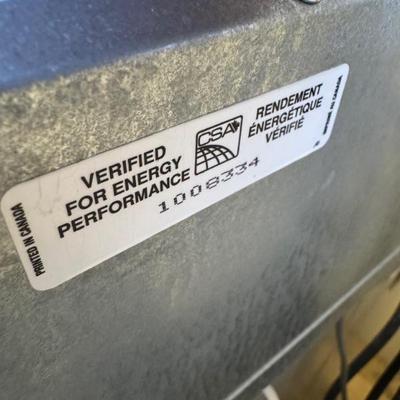 VERIFIED
FOR ENERGY
PERFORMANCE
CSA
RENDEMENT
ÉNERGÉTIQUE
VÉRIFIÉ
1008334
PRINTED IN CANADA
IMPRIMÉ AU CANADA